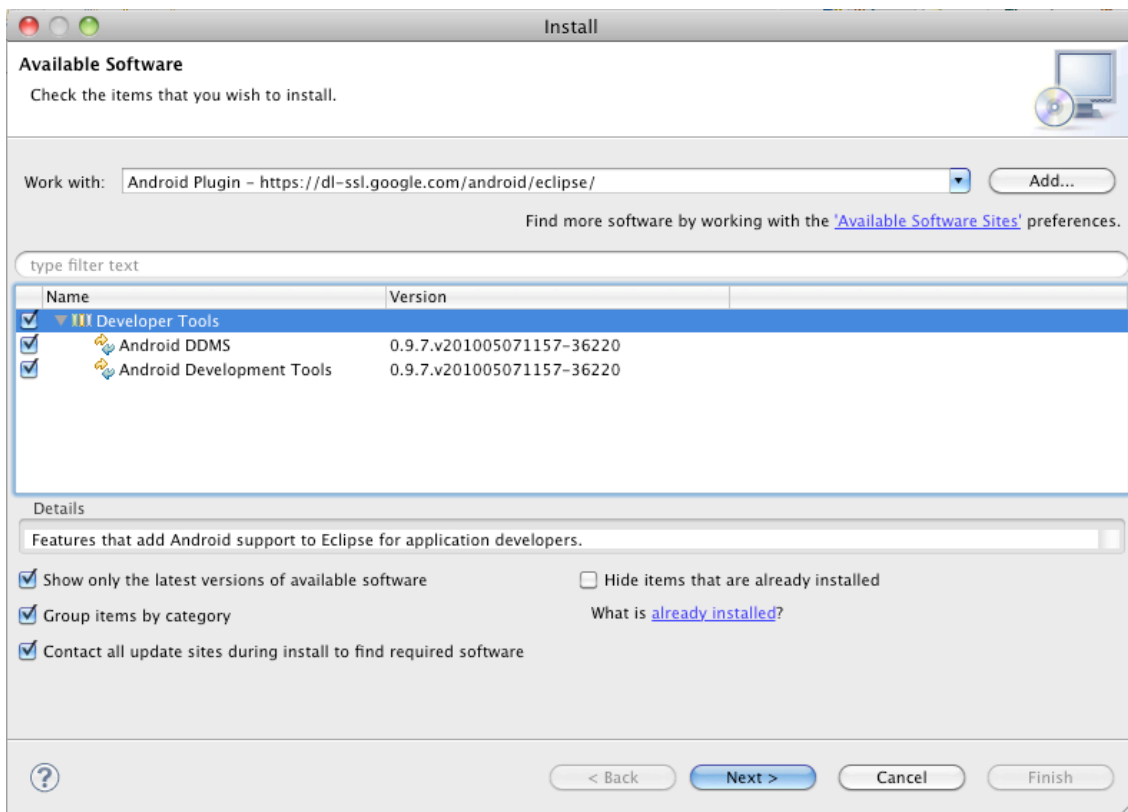 Install
Available Software
Check the items that you wish to install.
Work with: Android Plugin – https://dl-ssl.google.com/android/eclipse/ Add...
Find more software by working with the 'Available Software Sites' preferences.
type filter text
Name Version
Developer Tools
Android DDMS 0.9.7.v201005071157-36220
Android Development Tools 0.9.7.v201005071157-36220
Details
Features that add Android support to Eclipse for application developers.
Show only the latest versions of available software Hide items that are already installed
Group items by category What is already installed?
Contact all update sites during install to find required software
? < Back Next > Cancel Finish